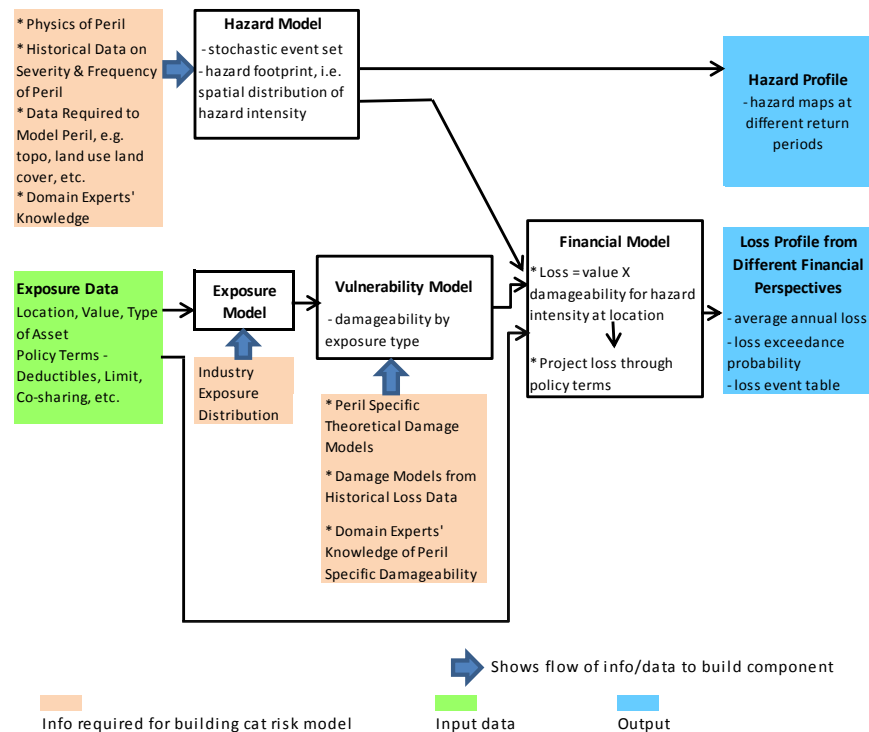 * Physics of Peril
* Historical Data on
Severity & Frequency
of Peril
* Data Required to
Model Peril, e.g.
topo, land use land
cover, etc.
* Domain Experts'
Knowledge
Hazard Model
- stochastic event set
- hazard footprint, i.e.
spatial distribution of
hazard intensity
Hazard Profile
- hazard maps at
different return
periods
Exposure Data
Location, Value, Type
of Asset
Policy Terms -
Deductibles, Limit,
Co-sharing, etc.
Exposure
Model
Industry
Exposure
Distribution
Vulnerability Model
- damageability by
exposure type
* Peril Specific
Theoretical Damage
Models
* Damage Models from
Historical Loss Data
* Domain Experts'
Knowledge of Peril
Specific Damageability
Financial Model
* Loss = value X
damageability for hazard
intensity at location
* Project loss through
policy terms
Loss Profile from
Different Financial
Perspectives
- average annual loss
- loss exceedance
probability
- loss event table
Shows flow of info/data to build component
Info required for building cat risk model
Input data
Output